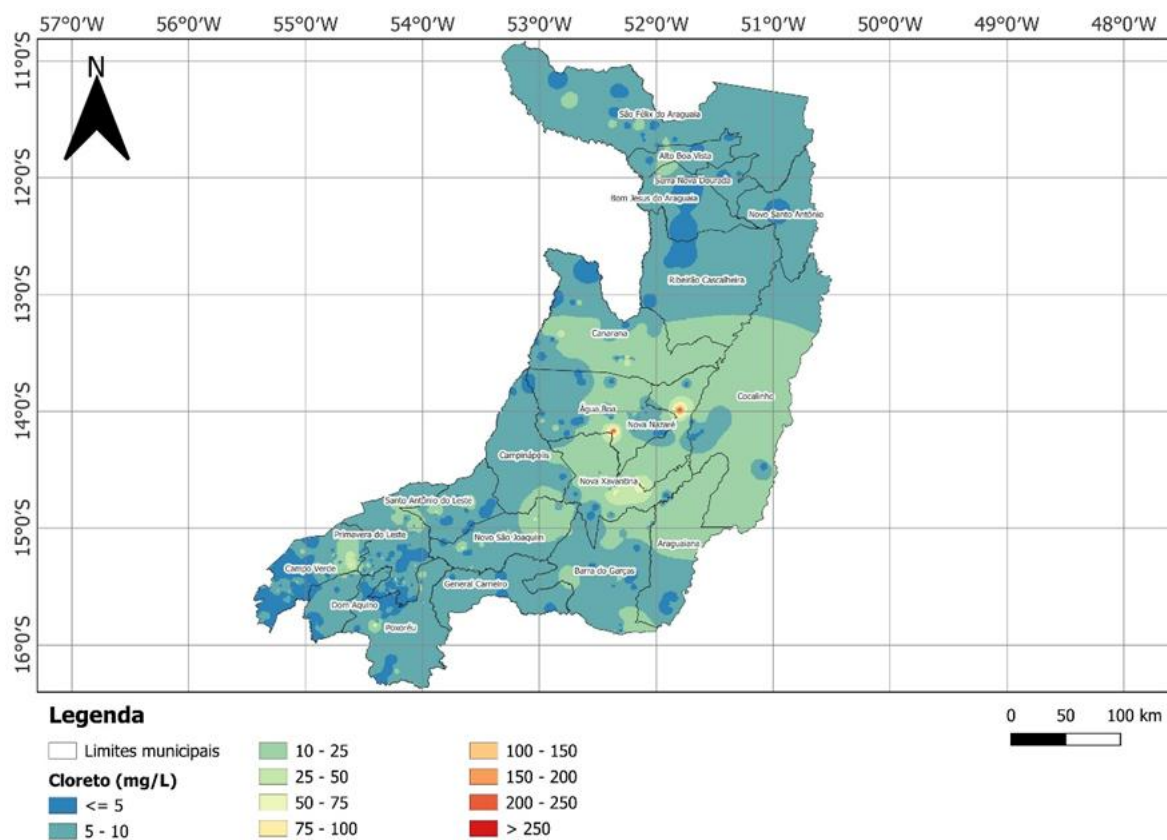 57°0'O 56°0'O 55°0'O 54°0'O 53°0'O 52°0'O 51°0'O 50°0'O 49°0'O 48°0'O
N
11°0'S
São Félix do Araguaia
Alto Boa Vista
12°0'S
Serra Nova Dourada
Bom Jesus do Araguaia
Novo Santo Antônio
Ribeirão Cascalheira
13°0'S
Canarana
Cocalinho
Água Boa
14°0'S
Nova Nazaré
Campinápolis
Nova Xavantina
Santo Antônio do Leste
15°0'S
Primavera do Leste
Novo São Joaquim
Araguaiana
Campo Verde
Barra do Garças
General Carneiro
Dom Aquino
Poxoréu
16°0'S
Legenda
Limites municipais
Cloreto (mg/L)
<= 5
5 - 10
10 - 25
25 - 50
50 - 75
75 - 100
100 - 150
150 - 200
200 - 250
> 250
0 50 100 km